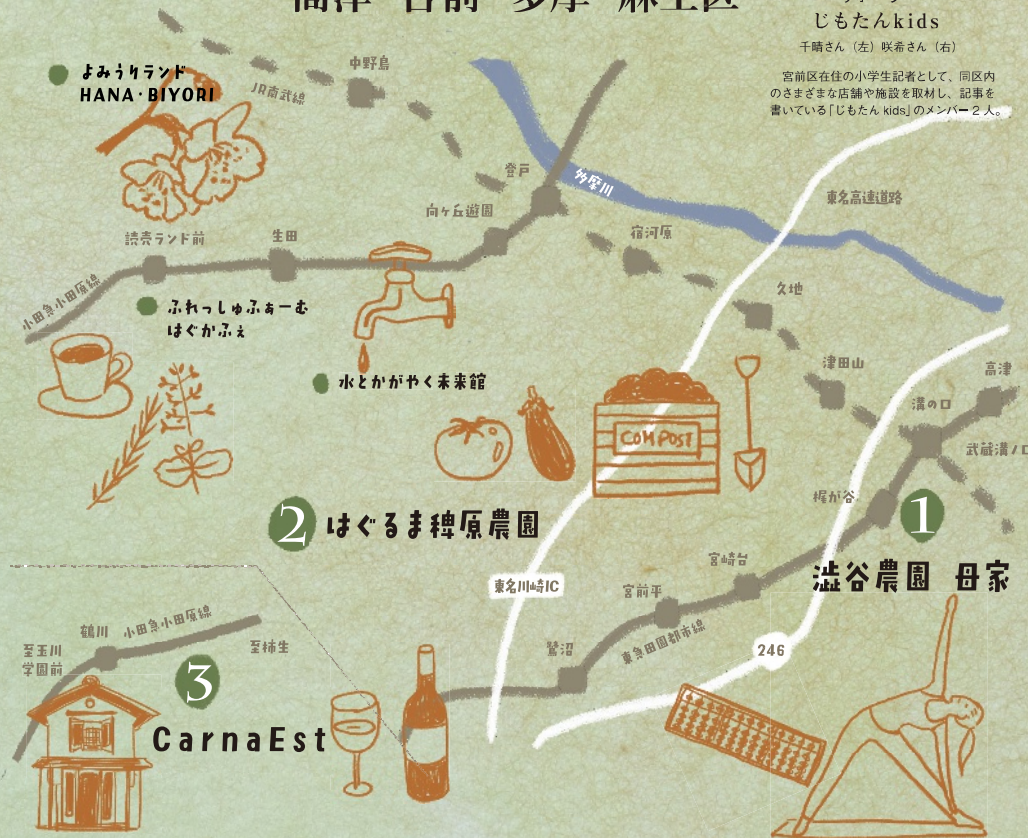 高津 宮前 多摩 麻生区
じもたんkids
千晴さん（左）咲希さん（右）
宮前区在住の小学生記者として、同区内
のさまざまな店舗や施設を取材し、記事を
書いている「じもたん kids」のメンバー2人。
よみうりランド
HANA・BIYORI
中野島
JR南武線
登戸
多摩川
向ヶ丘遊園
東名高速道路
読売ランド前
生田
宿河原
小田急小田原線
久地
ふれっしゅふぁーむ
はぐかふぇ
水とかがやく未来館
津田山
高津
溝の口
武蔵溝ノ口
COMPOST
梶が谷
1
渋谷農園 母家
2 はぐるま稗原農園
宮崎台
東名川崎IC
宮前平
東急田園都市線
鷺沼
246
鶴川
小田急小田原線
至玉川
学園前
至柿生
3
CarnaEst